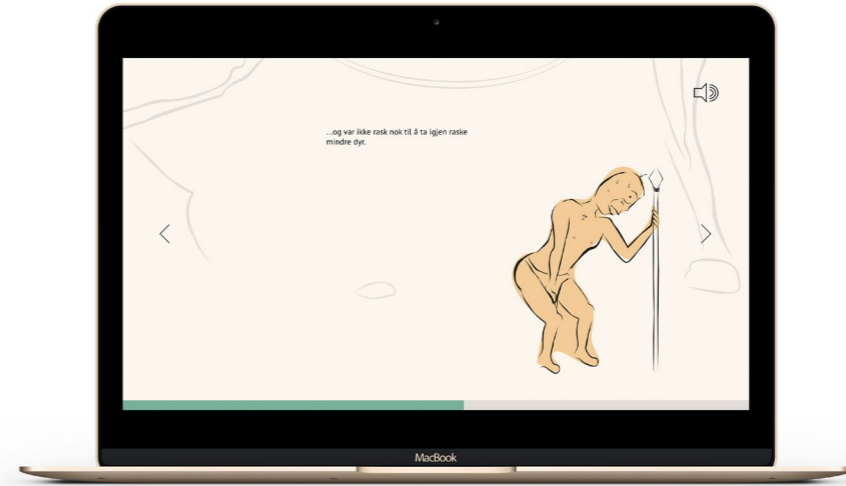 ...og var ikke rask nok til å ta igjen raske
mindre dyr.
MacBook